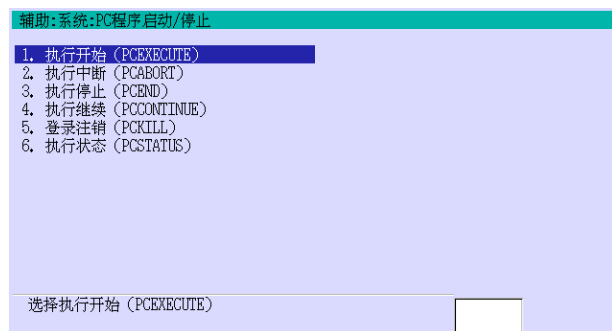 辅助:系统:PC程序启动/停止
1. 执行开始 (PCEXECUTE)
2. 执行中断 (PCABORT)
3. 执行停止 (PCEND)
4. 执行继续 (PCCONTINUE)
5. 登录注销 (PCKILL)
6. 执行状态 (PCSTATUS)
选择执行开始 (PCEXECUTE)